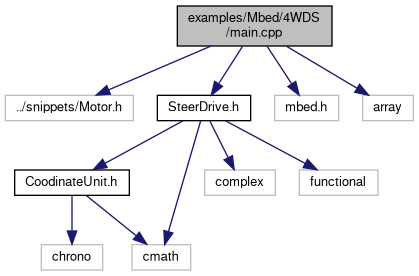 examples/Mbed/4WDS
/main.cpp
../snippets/Motor.h
SteerDrive.h
mbed.h
array
CoodinateUnit.h
complex
functional
chrono
cmath